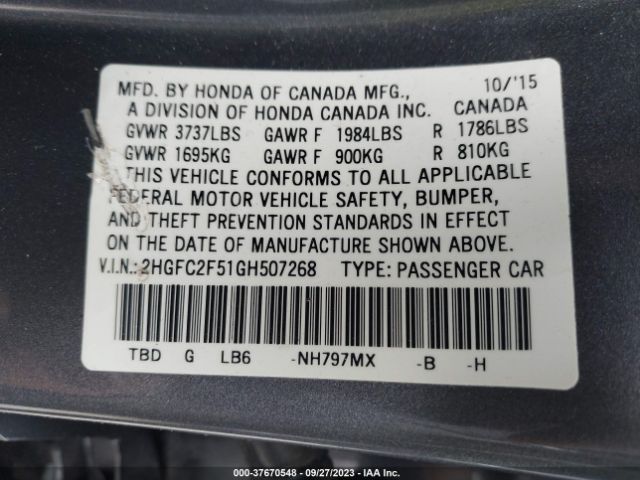 MFD. BY HONDA OF CANADA MFG., 10/'15
A DIVISION OF HONDA CANADA INC. CANADA
GVWR 3737LBS GAWR F 1984LBS R 1786LBS
GVWR 1695KG GAWR F 900KG R 810KG
THIS VEHICLE CONFORMS TO ALL APPLICABLE
FEDERAL MOTOR VEHICLE SAFETY, BUMPER,
AND THEFT PREVENTION STANDARDS IN EFFECT
ON THE DATE OF MANUFACTURE SHOWN ABOVE.
V.I.N.: 2HGFC2F51GH507268 TYPE: PASSENGER CAR
TBD G LB6 -NH797MX -B -H
000-37670548 — 09/27/2023 — IAA Inc.